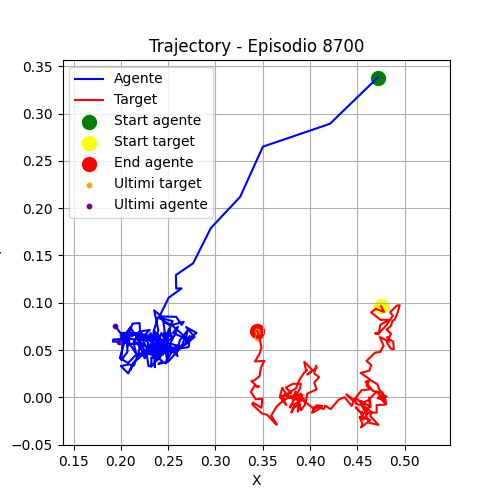 Trajectory - Episodio 8700
Agente
Target
Start agente
Start target
End agente
Ultimi target
Ultimi agente
0.35
0.30
0.25
0.20
0.15
0.10
0.05
0.00
−0.05
0.15 0.20 0.25 0.30 0.35 0.40 0.45 0.50
X